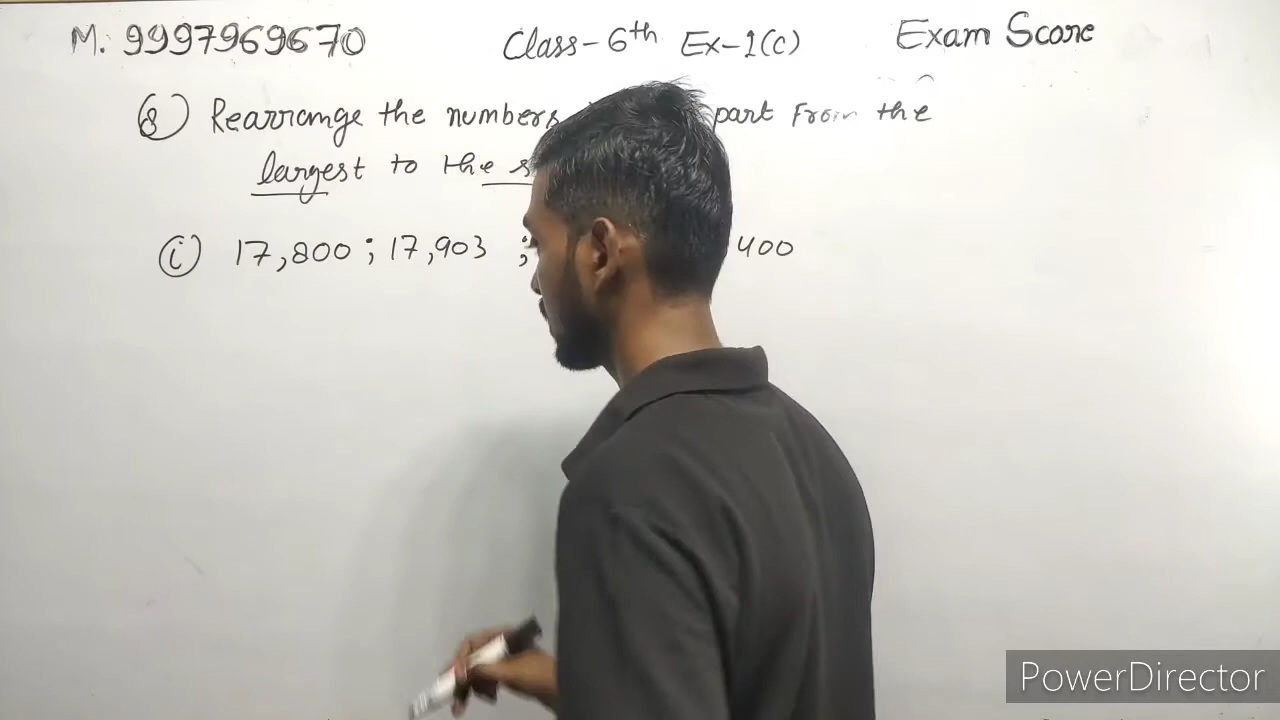 M. 9997969670 Class-6th Ex-1(c) Exam Score
(8) Rearrange the numbers part from the
largest to the
(i) 17,800 ; 17,903 ; 400
PowerDirector